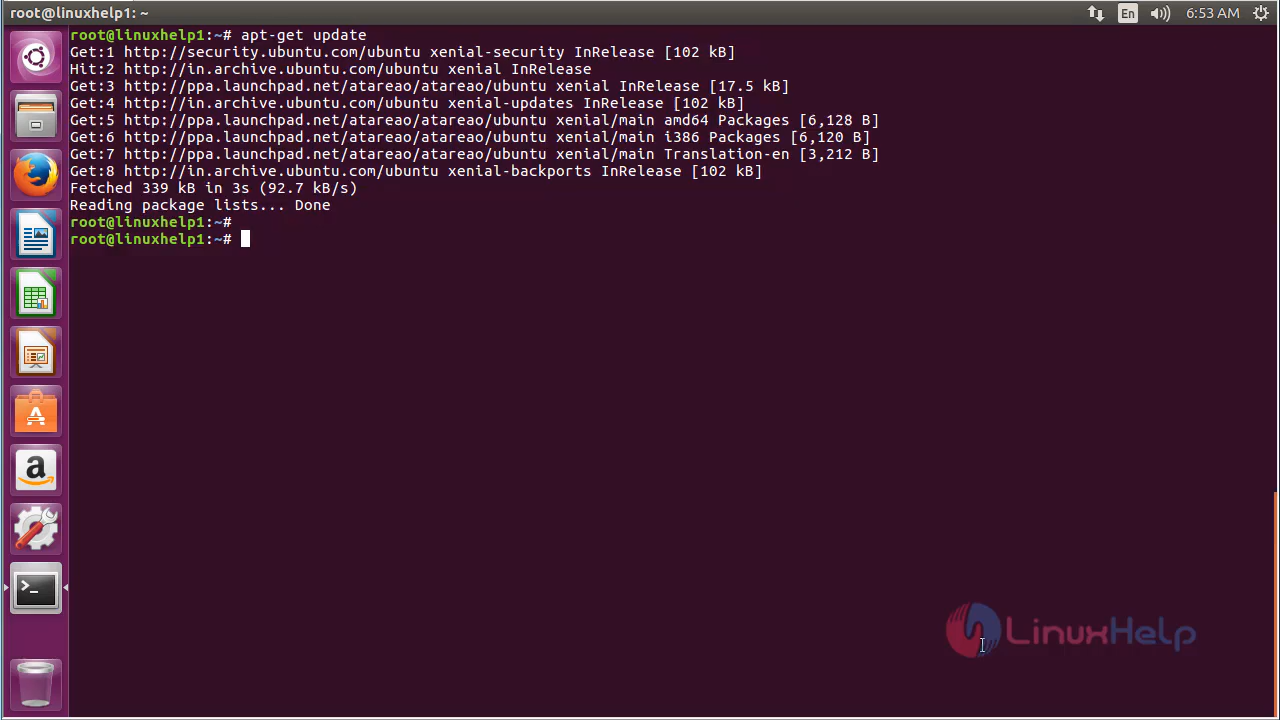 root@linuxhelp1: ~
En
6:53 AM
root@linuxhelp1:~# apt-get update
Get:1 http://security.ubuntu.com/ubuntu xenial-security InRelease [102 kB]
Hit:2 http://in.archive.ubuntu.com/ubuntu xenial InRelease
Get:3 http://ppa.launchpad.net/atareao/atareao/ubuntu xenial InRelease [17.5 kB]
Get:4 http://in.archive.ubuntu.com/ubuntu xenial-updates InRelease [102 kB]
Get:5 http://ppa.launchpad.net/atareao/atareao/ubuntu xenial/main amd64 Packages [6,128 B]
Get:6 http://ppa.launchpad.net/atareao/atareao/ubuntu xenial/main i386 Packages [6,120 B]
Get:7 http://ppa.launchpad.net/atareao/atareao/ubuntu xenial/main Translation-en [3,212 B]
Get:8 http://in.archive.ubuntu.com/ubuntu xenial-backports InRelease [102 kB]
Fetched 339 kB in 3s (92.7 kB/s)
Reading package lists... Done
root@linuxhelp1:~#
root@linuxhelp1:~#
LinuxHelp